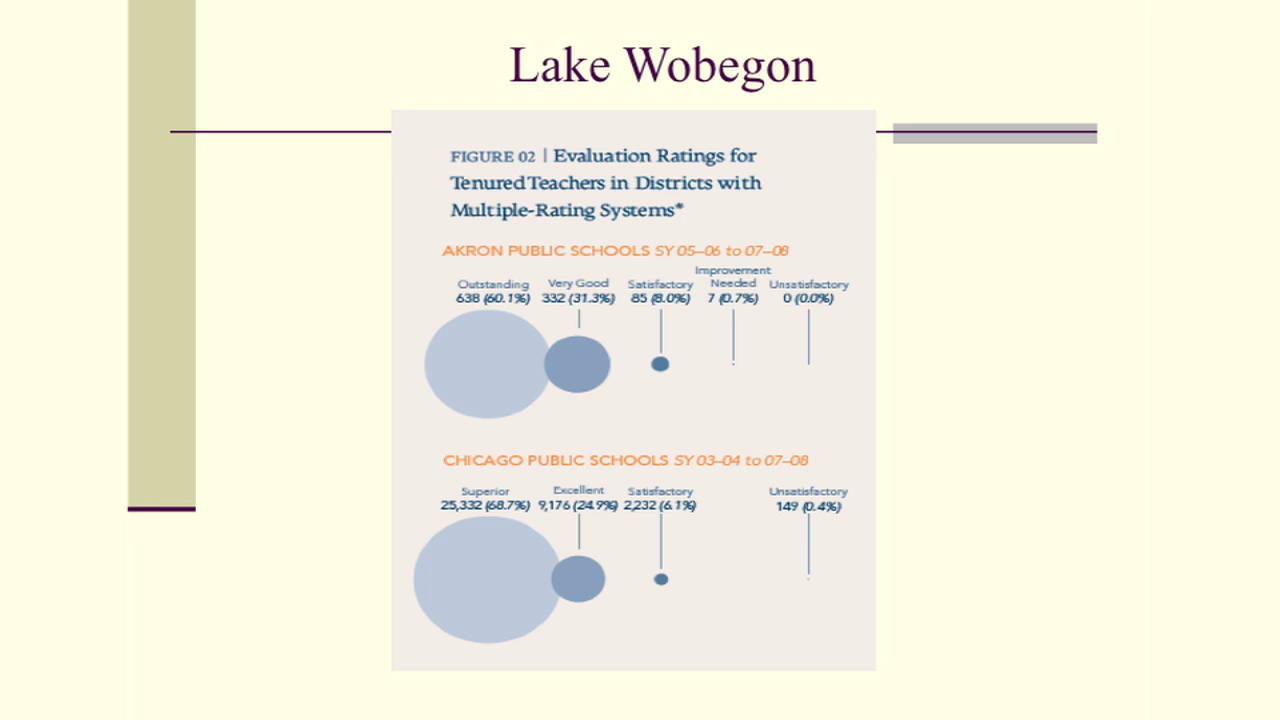 Lake Wobegon
FIGURE 02 | Evaluation Ratings for
Tenured Teachers in Districts with
Multiple-Rating Systems*
AKRON PUBLIC SCHOOLS SY 05–06 to 07–08
Outstanding Very Good Satisfactory Improvement Needed Unsatisfactory
638 (60.1%) 332 (31.3%) 85 (8.0%) 7 (0.7%) 0 (0.0%)
CHICAGO PUBLIC SCHOOLS SY 03–04 to 07–08
Superior Excellent Satisfactory Unsatisfactory
25,332 (68.7%) 9,176 (24.9%) 2,232 (6.1%) 149 (0.4%)